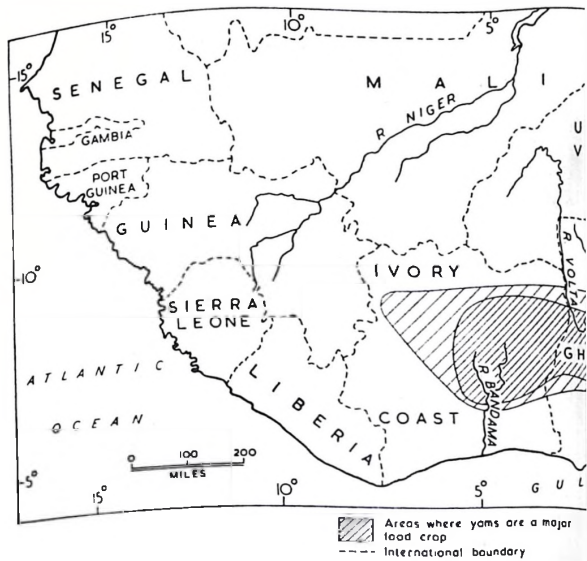 15° 10° 5°
15°
SENEGAL
MALI
R NIGER
GAMBIA
U
V
PORT
GUINEA
GUINEA
R VOLTA
10°
IVORY
SIERRA
LEONE
GH
ATLANTIC
OCEAN
LIBERIA
R BANDAMA
COAST
0 100 200
MILES
5°
15° 10° 5°
GUL
Areas where yams are a major
food crop
International boundary